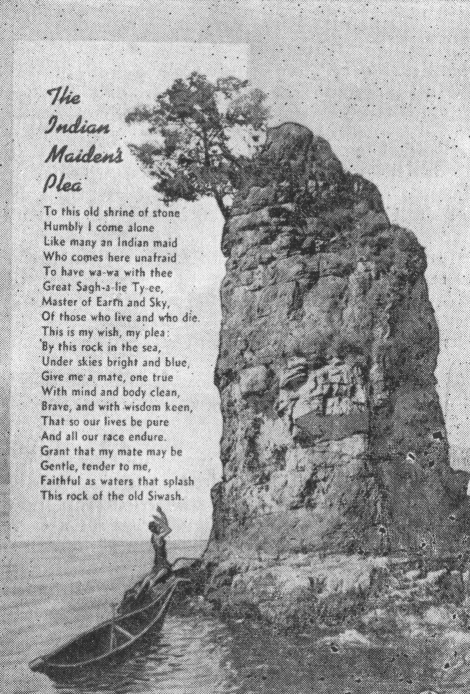 The
Indian
Maiden's
Plea
To this old shrine of stone
Humbly I come alone
Like many an Indian maid
Who comes here unafraid
To have wa-wa with thee
Great Sagh-a-lie Ty-ee,
Master of Earth and Sky,
Of those who live and who die.
This is my wish, my plea:
By this rock in the sea,
Under skies bright and blue,
Give me a mate, one true
With mind and body clean,
Brave, and with wisdom keen,
That so our lives be pure
And all our race endure.
Grant that my mate may be
Gentle, tender to me,
Faithful as waters that splash
This rock of the old Siwash.